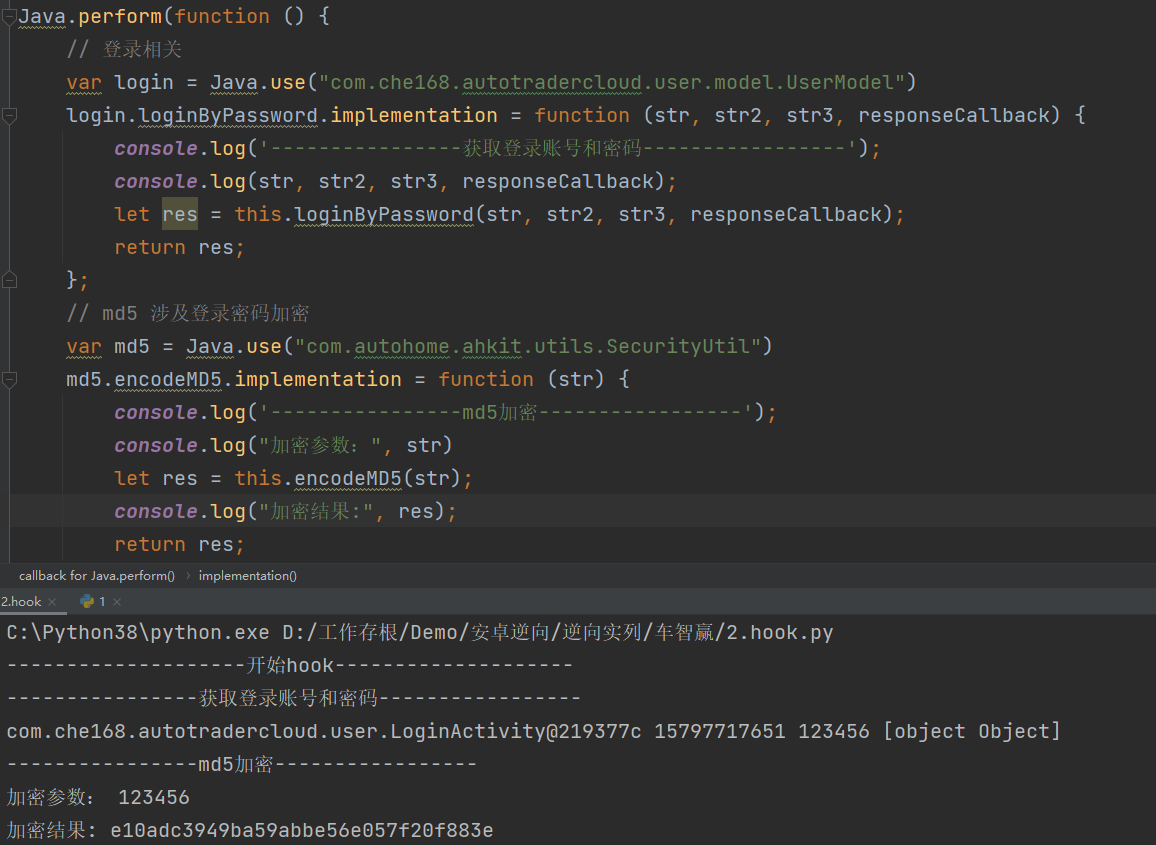 Java.perform(function () {
// 登录相关
var login = Java.use("com.che168.autotradercloud.user.model.UserModel")
login.loginByPassword.implementation = function (str, str2, str3, responseCallback) {
console.log('----------------获取登录账号和密码-----------------');
console.log(str, str2, str3, responseCallback);
let res = this.loginByPassword(str, str2, str3, responseCallback);
return res;
};
// md5 涉及登录密码加密
var md5 = Java.use("com.autohome.ahkit.utils.SecurityUtil")
md5.encodeMD5.implementation = function (str) {
console.log('----------------md5加密-----------------');
console.log("加密参数：", str)
let res = this.encodeMD5(str);
console.log("加密结果:", res);
return res;
callback for Java.perform() › implementation()
2.hook × 1 ×
C:\Python38\python.exe D:/工作存根/Demo/安卓逆向/逆向实列/车智赢/2.hook.py
--------------------开始hook--------------------
----------------获取登录账号和密码-----------------
com.che168.autotradercloud.user.LoginActivity@219377c 15797717651 123456 [object Object]
----------------md5加密-----------------
加密参数： 123456
加密结果: e10adc3949ba59abbe56e057f20f883e